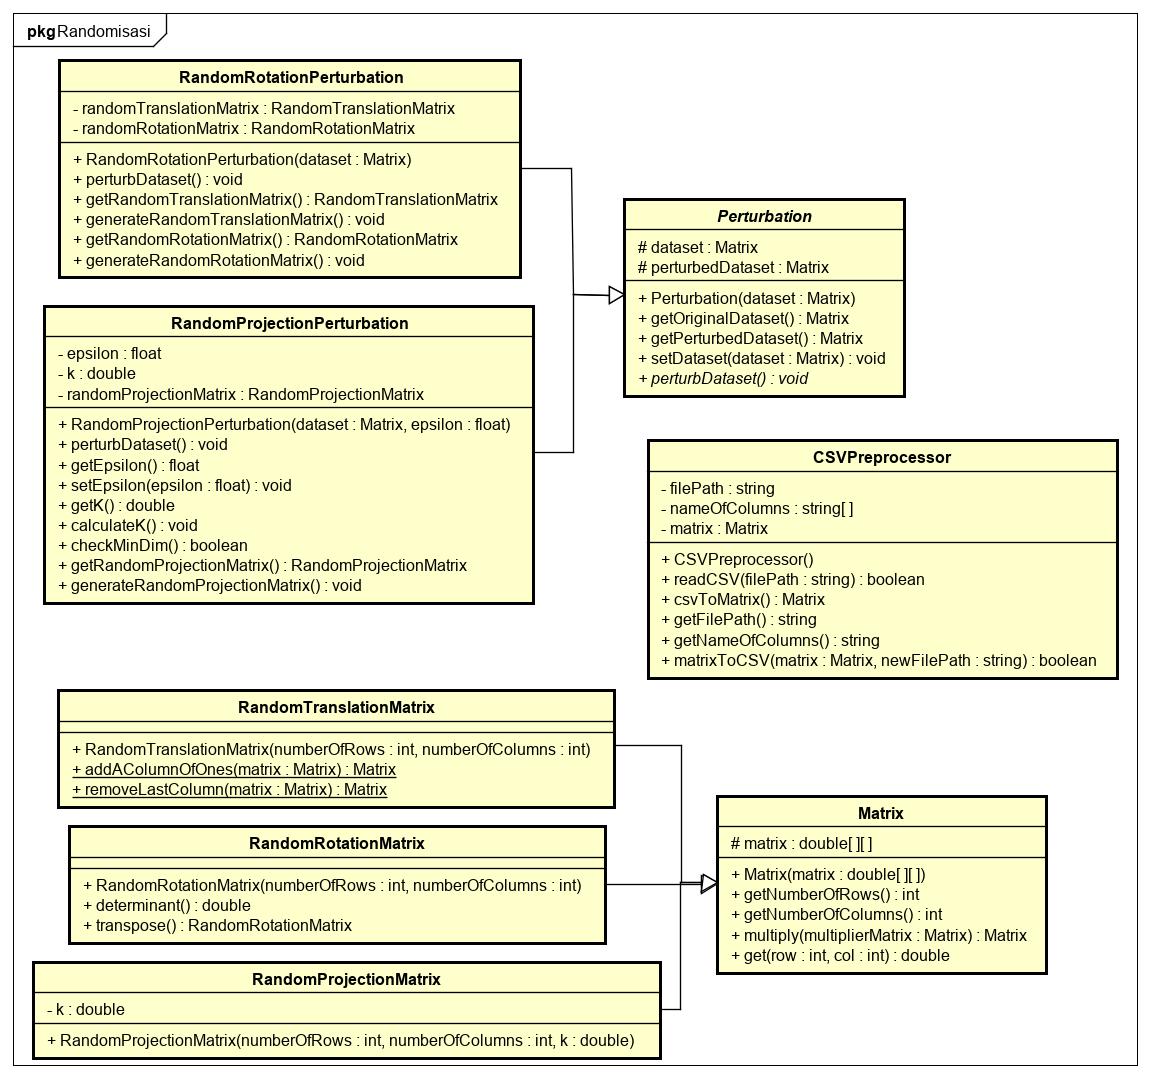 pkg Randomisasi
RandomRotationPerturbation
- randomTranslationMatrix : RandomTranslationMatrix
- randomRotationMatrix : RandomRotationMatrix
+ RandomRotationPerturbation(dataset : Matrix)
+ perturbDataset() : void
+ getRandomTranslationMatrix() : RandomTranslationMatrix
+ generateRandomTranslationMatrix() : void
+ getRandomRotationMatrix() : RandomRotationMatrix
+ generateRandomRotationMatrix() : void
Perturbation
# dataset : Matrix
# perturbedDataset : Matrix
+ Perturbation(dataset : Matrix)
+ getOriginalDataset() : Matrix
+ getPerturbedDataset() : Matrix
+ setDataset(dataset : Matrix) : void
+ perturbDataset() : void
RandomProjectionPerturbation
- epsilon : float
- k : double
- randomProjectionMatrix : RandomProjectionMatrix
+ RandomProjectionPerturbation(dataset : Matrix, epsilon : float)
+ perturbDataset() : void
+ getEpsilon() : float
+ setEpsilon(epsilon : float) : void
+ getK() : double
+ calculateK() : void
+ checkMinDim() : boolean
+ getRandomProjectionMatrix() : RandomProjectionMatrix
+ generateRandomProjectionMatrix() : void
CSVPreprocessor
- filePath : string
- nameOfColumns : string[ ]
- matrix : Matrix
+ CSVPreprocessor()
+ readCSV(filePath : string) : boolean
+ csvToMatrix() : Matrix
+ getFilePath() : string
+ getNameOfColumns() : string
+ matrixToCSV(matrix : Matrix, newFilePath : string) : boolean
RandomTranslationMatrix
+ RandomTranslationMatrix(numberOfRows : int, numberOfColumns : int)
+ addAColumnOfOnes(matrix : Matrix) : Matrix
+ removeLastColumn(matrix : Matrix) : Matrix
RandomRotationMatrix
+ RandomRotationMatrix(numberOfRows : int, numberOfColumns : int)
+ determinant() : double
+ transpose() : RandomRotationMatrix
Matrix
# matrix : double[ ][ ]
+ Matrix(matrix : double[ ][ ])
+ getNumberOfRows() : int
+ getNumberOfColumns() : int
+ multiply(multiplierMatrix : Matrix) : Matrix
+ get(row : int, col : int) : double
RandomProjectionMatrix
- k : double
+ RandomProjectionMatrix(numberOfRows : int, numberOfColumns : int, k : double)